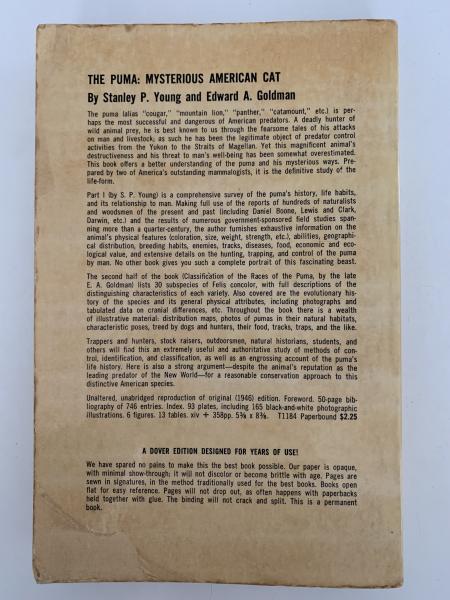 THE PUMA: MYSTERIOUS AMERICAN CAT
By Stanley P. Young and Edward A. Goldman
The puma (alias "cougar," "mountain lion," "panther," "catamount," etc.) is per-
haps the most successful and dangerous of American predators. A deadly hunter of
wild animal prey, he is best known to us through the fearsome tales of his attacks
on man and livestock; as such he has been the legitimate object of predator control
activities from the Yukon to the Straits of Magellan. Yet this magnificent animal's
destructiveness and his threat to man's well-being has been somewhat overestimated.
This book offers a better understanding of the puma and his mysterious ways. Pre-
pared by two of America's outstanding mammalogists, it is the definitive study of the
life-form.
Part I (by S. P. Young) is a comprehensive survey of the puma's history, life habits,
and its relationship to man. Making full use of the reports of hundreds of naturalists
and woodsmen of the present and past (including Daniel Boone, Lewis and Clark,
Darwin, etc.) and the results of numerous government-sponsored field studies span-
ning more than a quarter-century, the author furnishes exhaustive information on the
animal's physical features (coloration, size, weight, strength, etc.), abilities, geographi-
cal distribution, breeding habits, enemies, tracks, diseases, food, economic and eco-
logical value, and extensive details on the hunting, trapping, and control of the puma
by man. No other book gives you such a complete portrait of this fascinating beast.
The second half of the book (Classification of the Races of the Puma, by the late
E. A. Goldman) lists 30 subspecies of Felis concolor, with full descriptions of the
distinguishing characteristics of each variety. Also covered are the evolutionary his-
tory of the species and its general physical attributes, including photographs and
tabulated data on cranial differences, etc. Throughout the book there is a wealth
of illustrative material: distribution maps, photos of pumas in their natural habitats,
characteristic poses, treed by dogs and hunters, their food, tracks, traps, and the like.
Trappers and hunters, stock raisers, outdoorsmen, natural historians, students, and
others will find this an extremely useful and authoritative study of methods of con-
trol, identification, and classification, as well as an engrossing account of the puma's
life history. Here is also a strong argument—despite the animal's reputation as the
leading predator of the New World—for a reasonable conservation approach to this
distinctive American species.
Unaltered, unabridged reproduction of original (1946) edition. Foreword. 50-page bib-
liography of 746 entries. Index. 93 plates, including 165 black-and-white photographic
illustrations. 6 figures. 13 tables. xiv + 358pp. 5⅜ x 8⅜. T1184 Paperbound $2.25
A DOVER EDITION DESIGNED FOR YEARS OF USE!
We have spared no pains to make this the best book possible. Our paper is opaque,
with minimal show-through; it will not discolor or become brittle with age. Pages are
sewn in signatures, in the method traditionally used for the best books. Books open
flat for easy reference. Pages will not drop out, as often happens with paperbacks
held together with glue. The binding will not crack and split. This is a permanent
book.